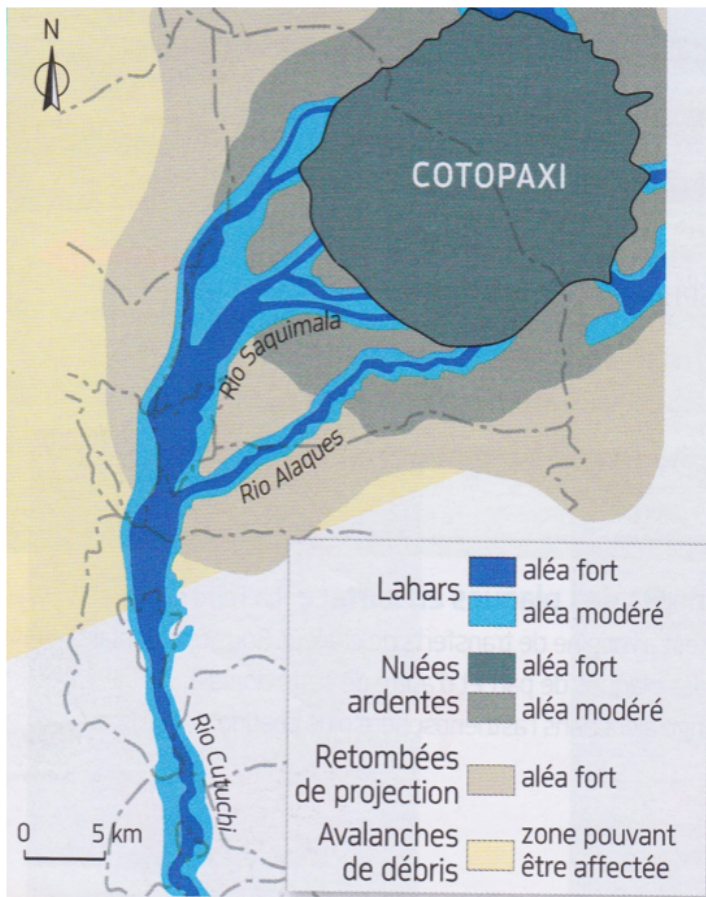 N
COTOPAXI
Rio Saquimala
Rio Alaques
Rio Cutuchi
0 5 km
Lahars
aléa fort
aléa modéré
Nuées
ardentes
aléa fort
aléa modéré
Retombées
de projection
aléa fort
Avalanches
de débris
zone pouvant
être affectée